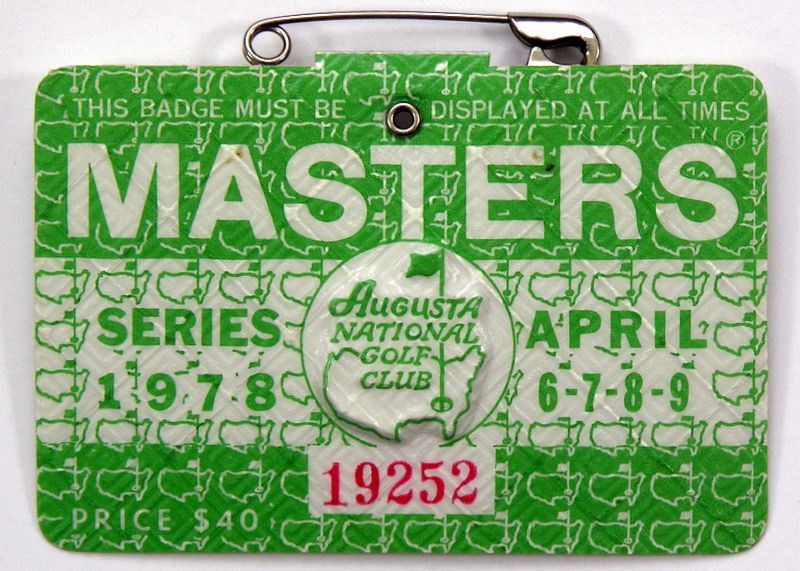 THIS BADGE MUST BE DISPLAYED AT ALL TIMES
MASTERS®
SERIES
1978
AUGUSTA
NATIONAL
GOLF
CLUB
APRIL
6-7-8-9
19252
PRICE $40